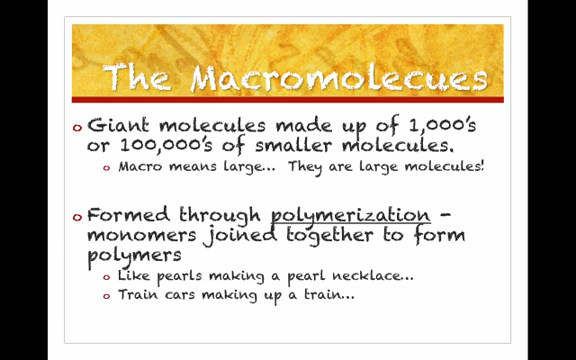 The Macromolecues
Giant molecules made up of 1,000's
or 100,000's of smaller molecules.
Macro means large... They are large molecules!
Formed through polymerization –
monomers joined together to form
polymers
Like pearls making a pearl necklace...
Train cars making up a train...